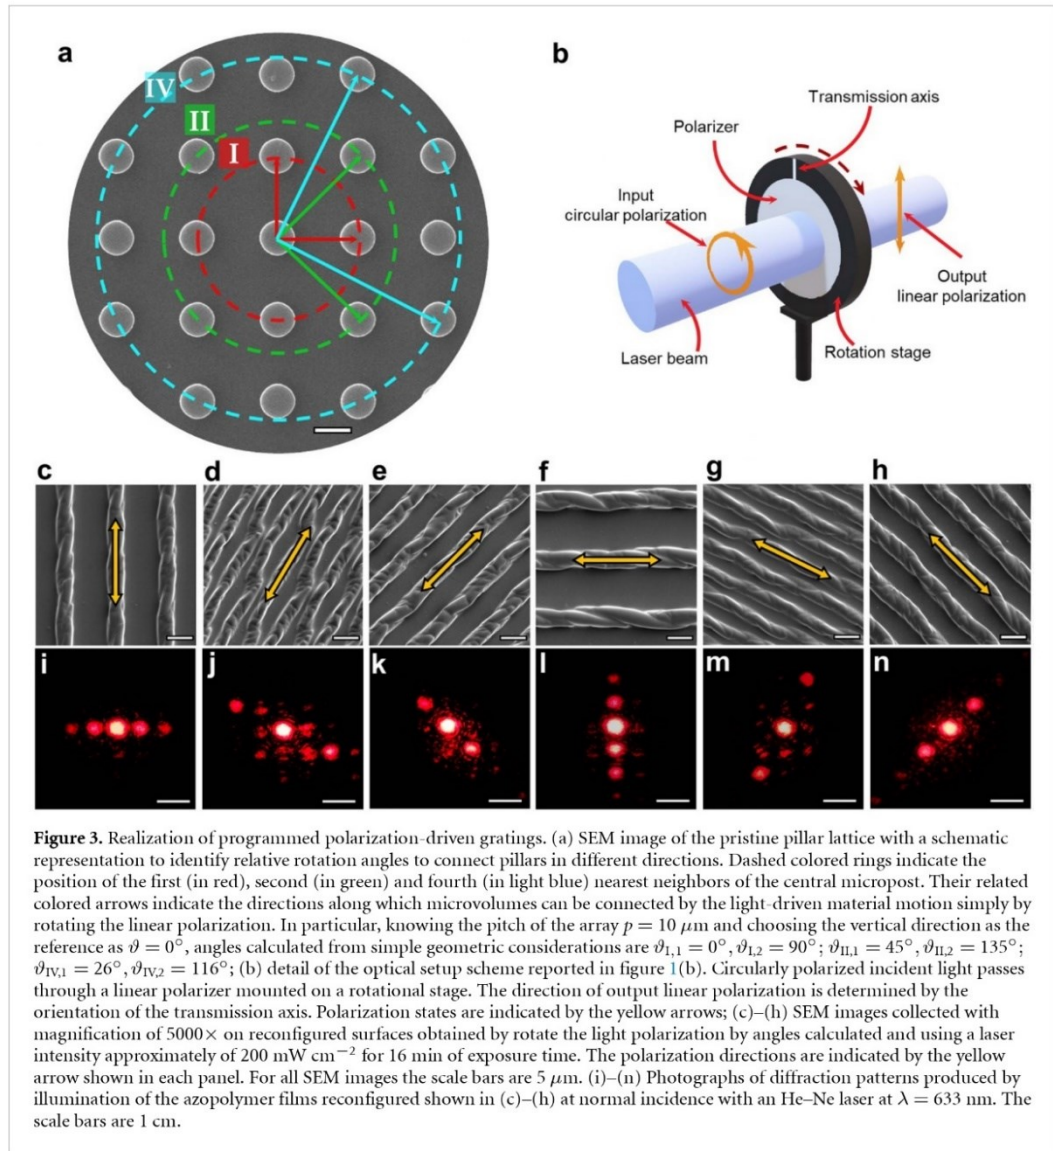 a
b
IV
II
I
Transmission axis
Polarizer
Input
circular polarization
Output
linear polarization
Laser beam
Rotation stage
c
d
e
f
g
h
i
j
k
l
m
n
Figure 3. Realization of programmed polarization-driven gratings. (a) SEM image of the pristine pillar lattice with a schematic
representation to identify relative rotation angles to connect pillars in different directions. Dashed colored rings indicate the
position of the first (in red), second (in green) and fourth (in light blue) nearest neighbors of the central micropost. Their related
colored arrows indicate the directions along which microvolumes can be connected by the light-driven material motion simply by
rotating the linear polarization. In particular, knowing the pitch of the array p = 10 μm and choosing the vertical direction as the
reference as ϑ = 0°, angles calculated from simple geometric considerations are ϑI,1 = 0°, ϑI,2 = 90°; ϑII,1 = 45°, ϑII,2 = 135°;
ϑIV,1 = 26°, ϑIV,2 = 116°; (b) detail of the optical setup scheme reported in figure 1(b). Circularly polarized incident light passes
through a linear polarizer mounted on a rotational stage. The direction of output linear polarization is determined by the
orientation of the transmission axis. Polarization states are indicated by the yellow arrows; (c)–(h) SEM images collected with
magnification of 5000× on reconfigured surfaces obtained by rotate the light polarization by angles calculated and using a laser
intensity approximately of 200 mW cm−2 for 16 min of exposure time. The polarization directions are indicated by the yellow
arrow shown in each panel. For all SEM images the scale bars are 5 μm. (i)–(n) Photographs of diffraction patterns produced by
illumination of the azopolymer films reconfigured shown in (c)–(h) at normal incidence with an He–Ne laser at λ = 633 nm. The
scale bars are 1 cm.